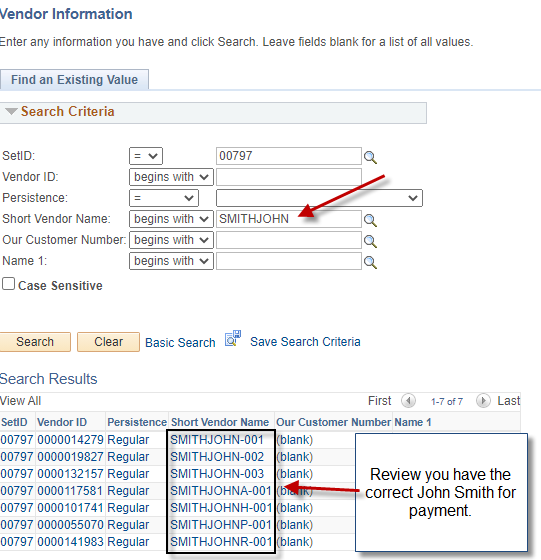 Vendor Information
Enter any information you have and click Search. Leave fields blank for a list of all values.
Find an Existing Value
Search Criteria
SetID: = 00797
Vendor ID: begins with
Persistence: =
Short Vendor Name: begins with SMITHJOHN
Our Customer Number: begins with
Name 1: begins with
Case Sensitive
Search Clear Basic Search Save Search Criteria
Search Results
View All First 1-7 of 7 Last
SetID Vendor ID Persistence Short Vendor Name Our Customer Number Name 1
00797 0000014279 Regular SMITHJOHN-001 (blank)
00797 0000019827 Regular SMITHJOHN-002 (blank)
00797 0000132157 Regular SMITHJOHN-003 (blank)
00797 0000117581 Regular SMITHJOHNA-001 (blank)
00797 0000101741 Regular SMITHJOHNH-001 (blank)
00797 0000055070 Regular SMITHJOHNP-001 (blank)
00797 0000141983 Regular SMITHJOHNR-001 (blank)
Review you have the
correct John Smith for
payment.